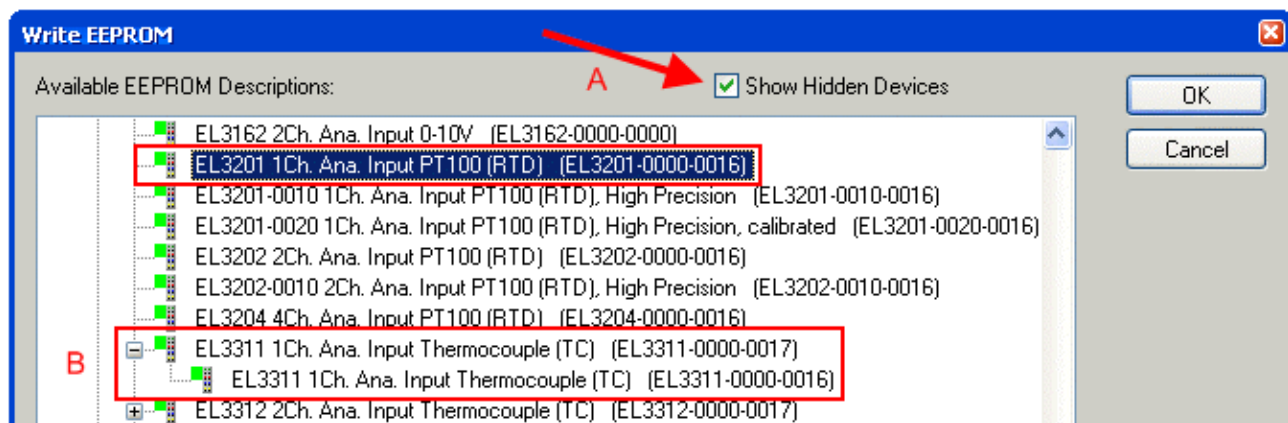 Write EEPROM
A
Available EEPROM Descriptions:
Show Hidden Devices
OK
Cancel
EL3162 2Ch. Ana. Input 0-10V (EL3162-0000-0000)
EL3201 1Ch. Ana. Input PT100 (RTD) (EL3201-0000-0016)
EL3201-0010 1Ch. Ana. Input PT100 (RTD), High Precision (EL3201-0010-0016)
EL3201-0020 1Ch. Ana. Input PT100 (RTD), High Precision, calibrated (EL3201-0020-0016)
EL3202 2Ch. Ana. Input PT100 (RTD) (EL3202-0000-0016)
EL3202-0010 2Ch. Ana. Input PT100 (RTD), High Precision (EL3202-0010-0016)
EL3204 4Ch. Ana. Input PT100 (RTD) (EL3204-0000-0016)
B
EL3311 1Ch. Ana. Input Thermocouple (TC) (EL3311-0000-0017)
EL3311 1Ch. Ana. Input Thermocouple (TC) (EL3311-0000-0016)
EL3312 2Ch. Ana. Input Thermocouple (TC) (EL3312-0000-0017)